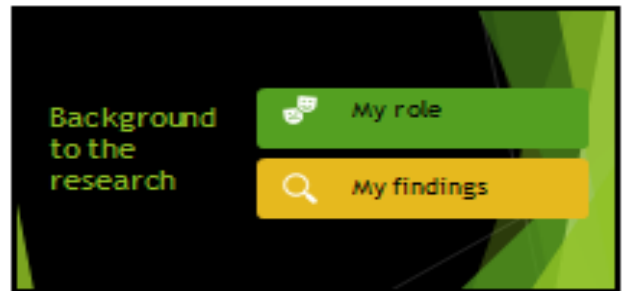 Background
to the
research
My role
My findings